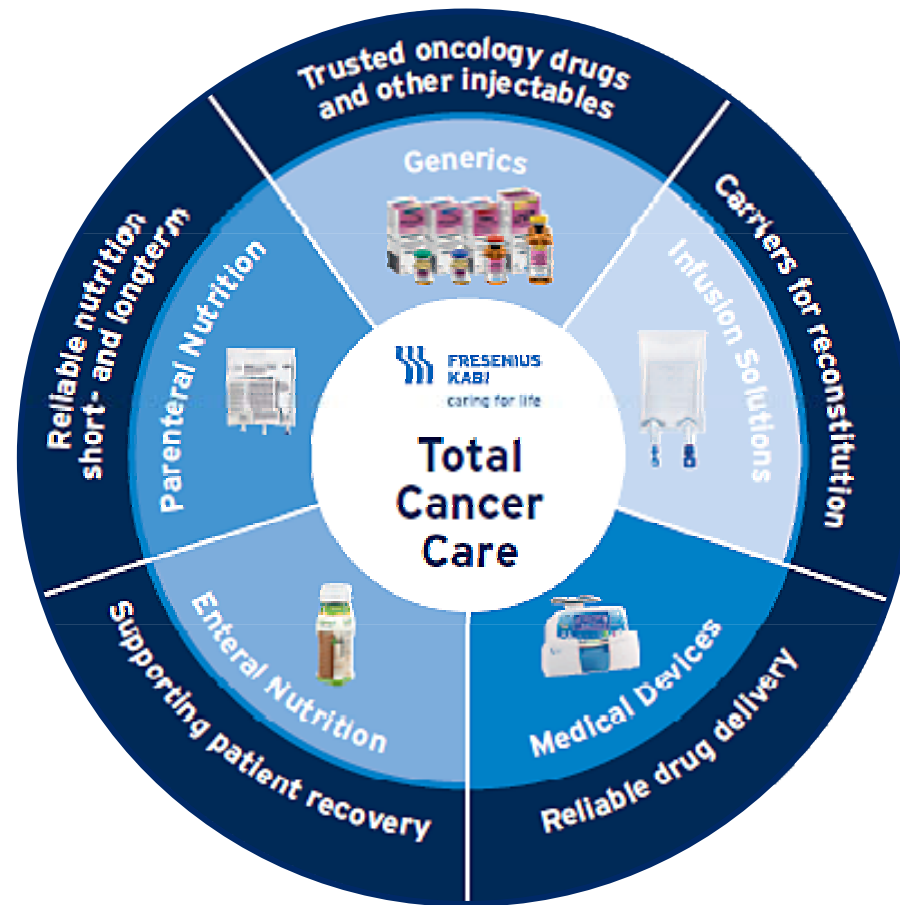 Trusted oncology drugs
and other injectables
Generics
Carriers for reconstitution
Infusion Solutions
Reliable drug delivery
Medical Devices
Supporting patient recovery
Enteral Nutrition
Reliable nutrition
short- and longterm
Parenteral Nutrition
FRESENIUS
KABI
caring for life
Total
Cancer
Care